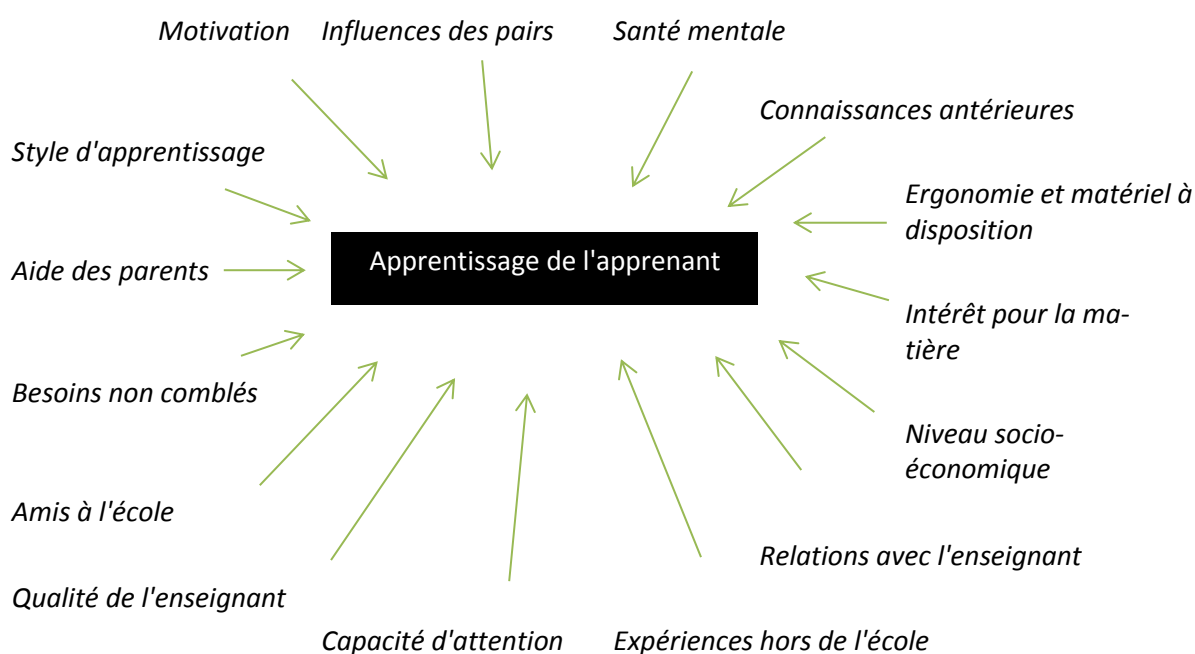 Motivation
Influences des pairs
Santé mentale
Connaissances antérieures
Style d'apprentissage
Ergonomie et matériel à
disposition
Apprentissage de l'apprenant
Aide des parents
Intérêt pour la ma-
tière
Besoins non comblés
Niveau socio-
économique
Amis à l'école
Relations avec l'enseignant
Qualité de l'enseignant
Capacité d'attention
Expériences hors de l'école